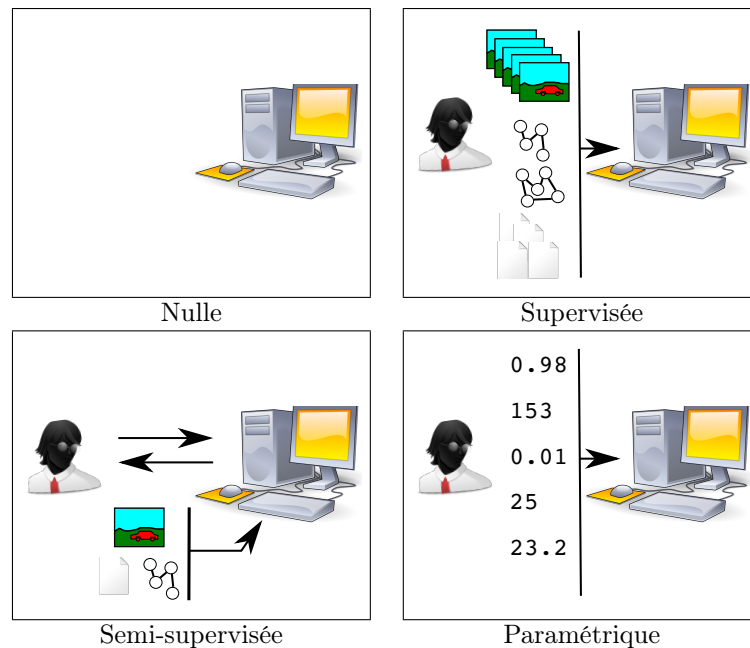 Nulle
Supervisée
0.98
153
0.01
25
23.2
Semi-supervisée
Paramétrique